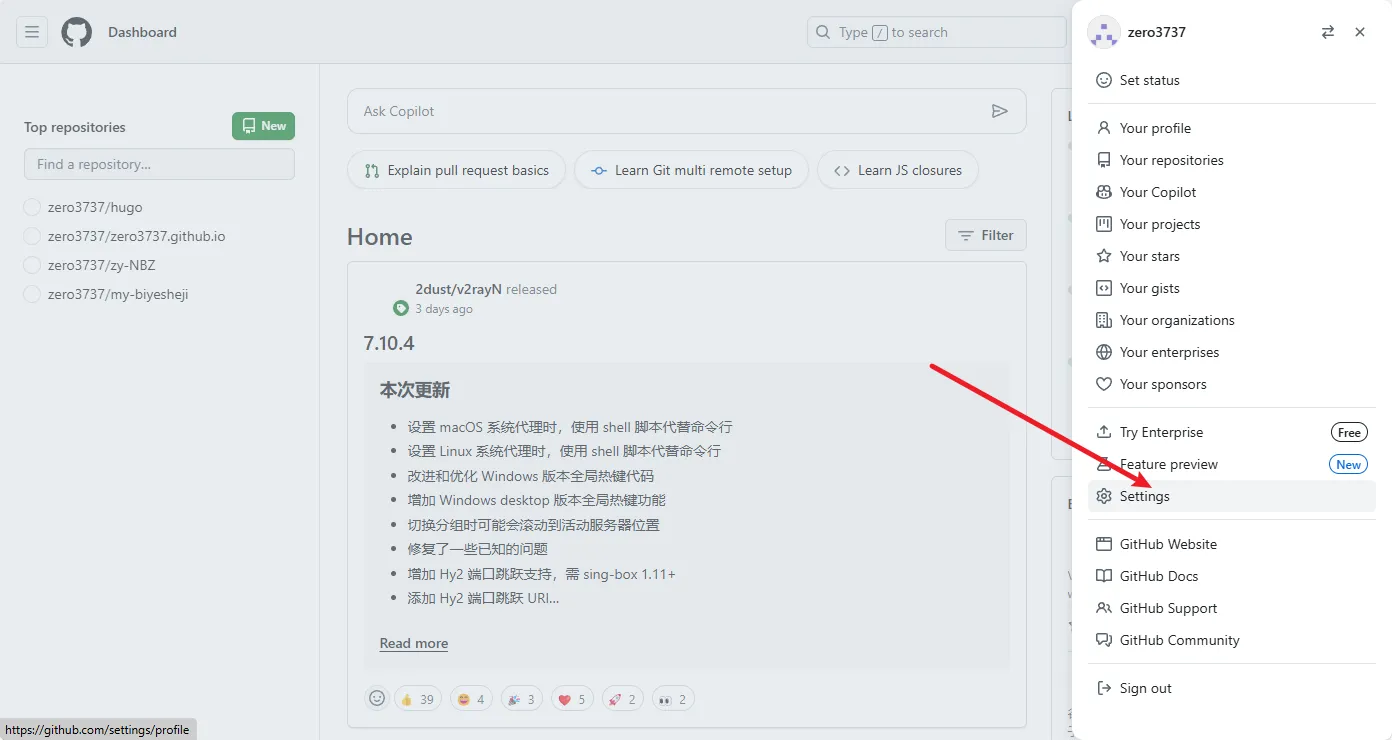 Dashboard
Type / to search
Top repositories
New
Find a repository...
zero3737/hugo
zero3737/zero3737.github.io
zero3737/zy-NBZ
zero3737/my-biyesheji
Ask Copilot
Explain pull request basics
Learn Git multi remote setup
Learn JS closures
Home
Filter
2dust/v2rayN released
3 days ago
7.10.4
本次更新
设置 macOS 系统代理时，使用 shell 脚本代替命令行
设置 Linux 系统代理时，使用 shell 脚本代替命令行
改进和优化 Windows 版本全局热键代码
增加 Windows desktop 版本全局热键功能
切换分组时可能会滚动到活动服务器位置
修复了一些已知的问题
增加 Hy2 端口跳跃支持，需 sing-box 1.11+
添加 Hy2 端口跳跃 URI...
Read more
39
4
3
5
2
2
zero3737
Set status
Your profile
Your repositories
Your Copilot
Your projects
Your stars
Your gists
Your organizations
Your enterprises
Your sponsors
Try Enterprise Free
Feature preview New
Settings
GitHub Website
GitHub Docs
GitHub Support
GitHub Community
Sign out
https://github.com/settings/profile